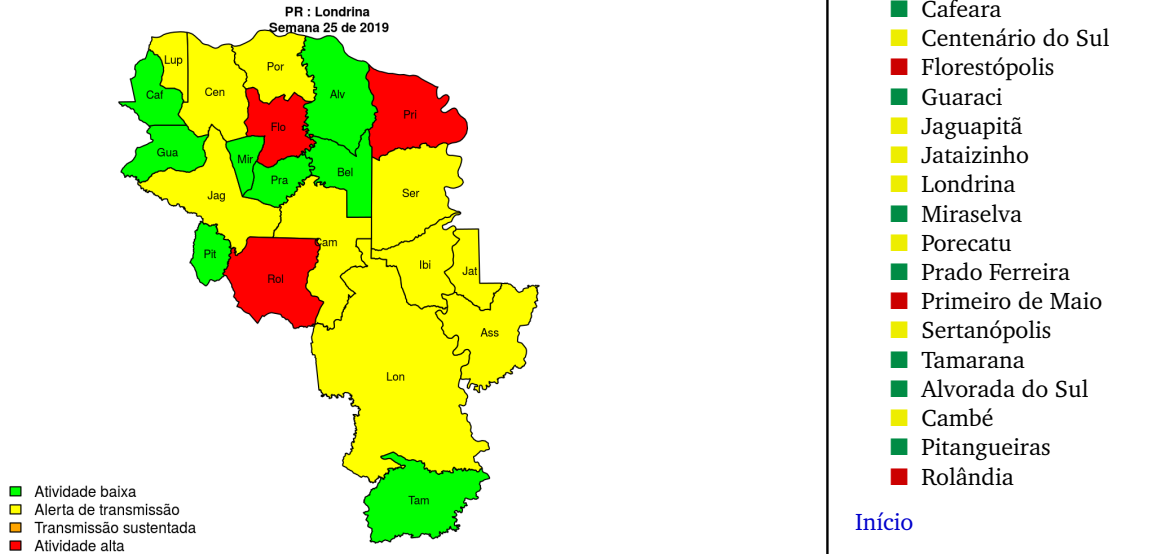 PR : Londrina
Semana 25 de 2019
Lup
Por
Caf
Cen
Alv
Pri
Flo
Gua
Mir
Bel
Pra
Jag
Ser
Cam
Pit
Ibi
Jat
Rol
Ass
Lon
Tam
Atividade baixa
Alerta de transmissão
Transmissão sustentada
Atividade alta
Cafeara
Centenário do Sul
Florestópolis
Guaraci
Jaguapitã
Jataizinho
Londrina
Miraselva
Porecatu
Prado Ferreira
Primeiro de Maio
Sertanópolis
Tamarana
Alvorada do Sul
Cambé
Pitangueiras
Rolândia
Início